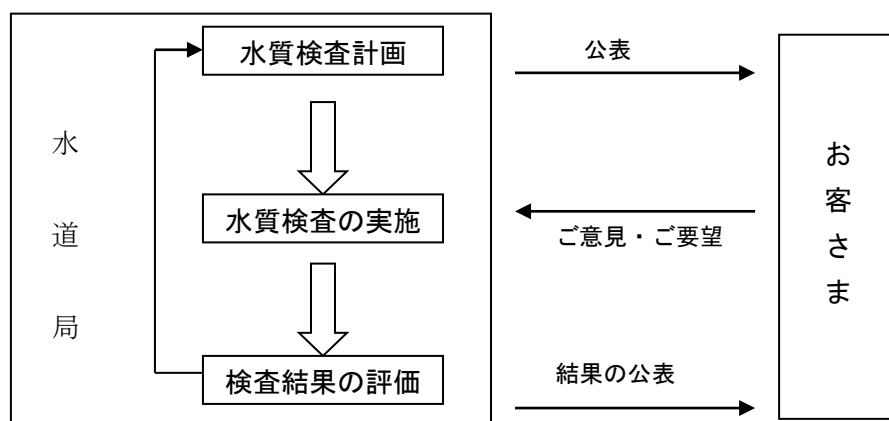 水質検査計画
公表
水道局
お客さま
水質検査の実施
ご意見・ご要望
検査結果の評価
結果の公表